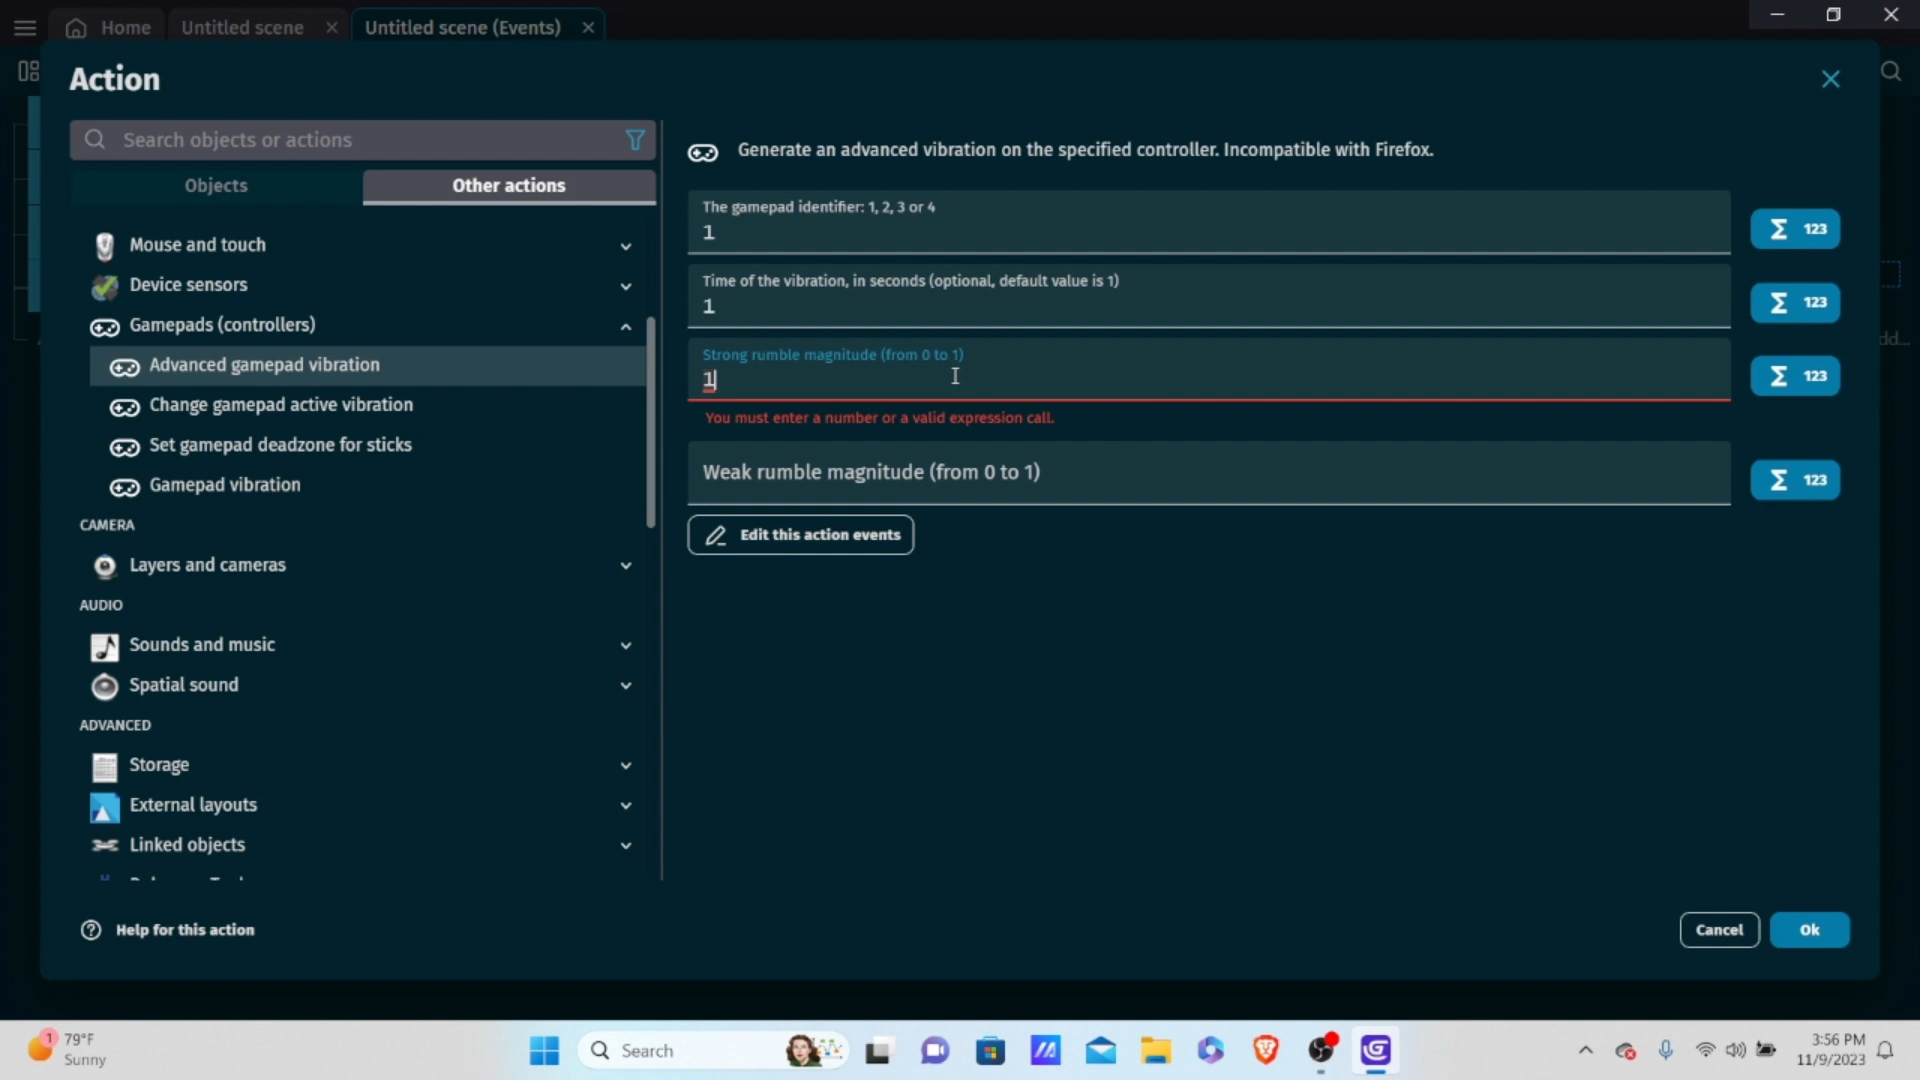 Home
Untitled scene
Untitled scene (Events)
Action
Search objects or actions
Objects
Other actions
Mouse and touch
Device sensors
Gamepads (controllers)
Advanced gamepad vibration
Change gamepad active vibration
Set gamepad deadzone for sticks
Gamepad vibration
CAMERA
Layers and cameras
AUDIO
Sounds and music
Spatial sound
ADVANCED
Storage
External layouts
Linked objects
Help for this action
Generate an advanced vibration on the specified controller. Incompatible with Firefox.
The gamepad identifier: 1, 2, 3 or 4
1
Σ 123
Time of the vibration, in seconds (optional, default value is 1)
1
Σ 123
Strong rumble magnitude (from 0 to 1)
1
Σ 123
You must enter a number or a valid expression call.
Weak rumble magnitude (from 0 to 1)
Σ 123
Edit this action events
dd...
Cancel
Ok
1
79°F
Sunny
Search
3:56 PM
11/9/2023